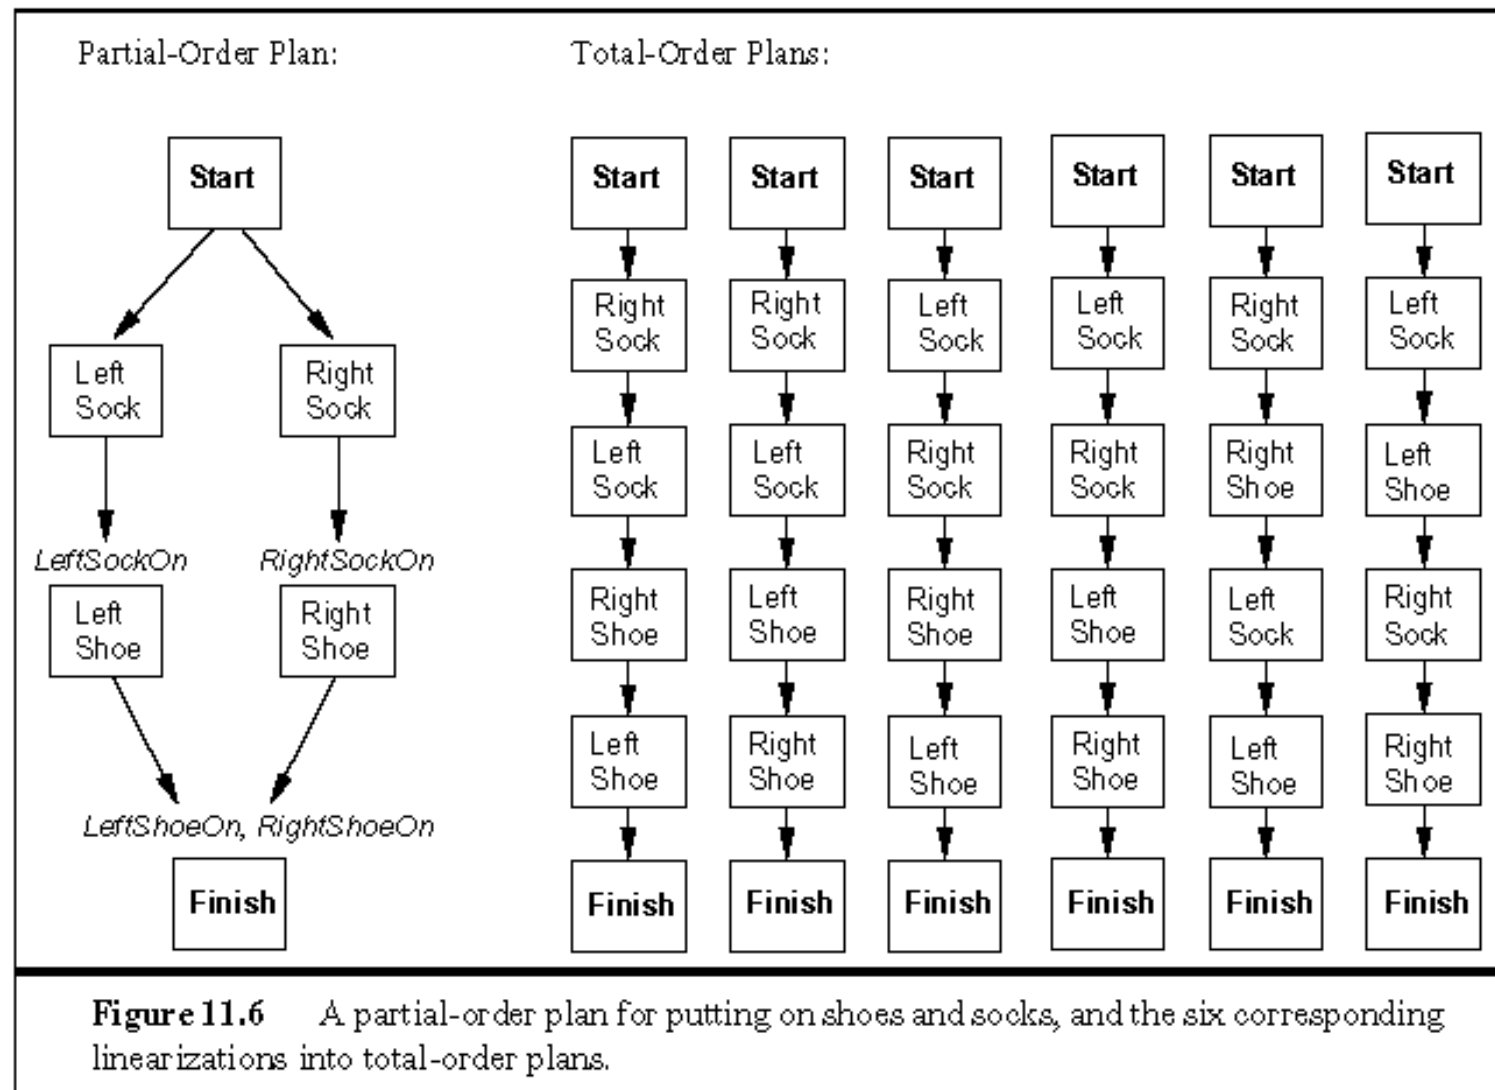 Partial-Order Plan:
Total-Order Plans:
Start
Left
Sock
Right
Sock
LeftSockOn
RightSockOn
Left
Shoe
Right
Shoe
LeftShoeOn, RightShoeOn
Finish
Start
Right
Sock
Left
Sock
Right
Shoe
Left
Shoe
Finish
Start
Right
Sock
Left
Sock
Left
Shoe
Right
Shoe
Finish
Start
Left
Sock
Right
Sock
Right
Shoe
Left
Shoe
Finish
Start
Left
Sock
Right
Sock
Left
Shoe
Right
Shoe
Finish
Start
Right
Sock
Right
Shoe
Left
Sock
Left
Shoe
Finish
Start
Left
Sock
Left
Shoe
Right
Sock
Right
Shoe
Finish
Figure 11.6 A partial-order plan for putting on shoes and socks, and the six corresponding
linearizations into total-order plans.